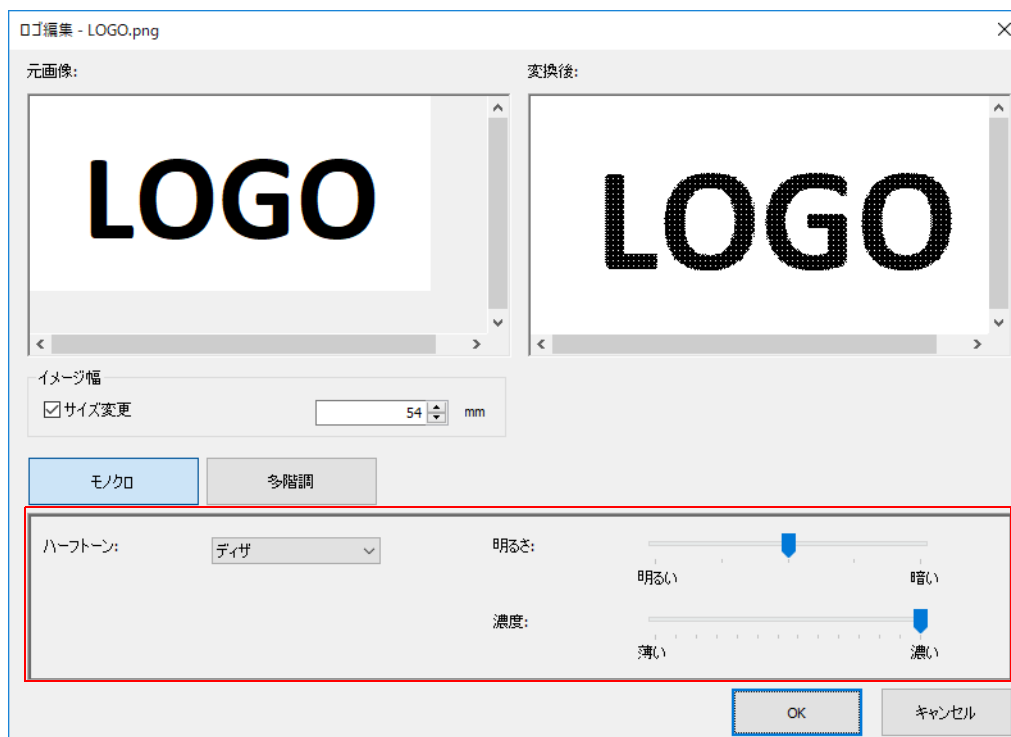 ロゴ編集 - LOGO.png
元画像:
変換後:
LOGO
LOGO
イメージ幅
サイズ変更
54 mm
モノクロ
多階調
ハーフトーン:
ディザ
明るさ:
明るい
暗い
濃度:
薄い
濃い
OK
キャンセル